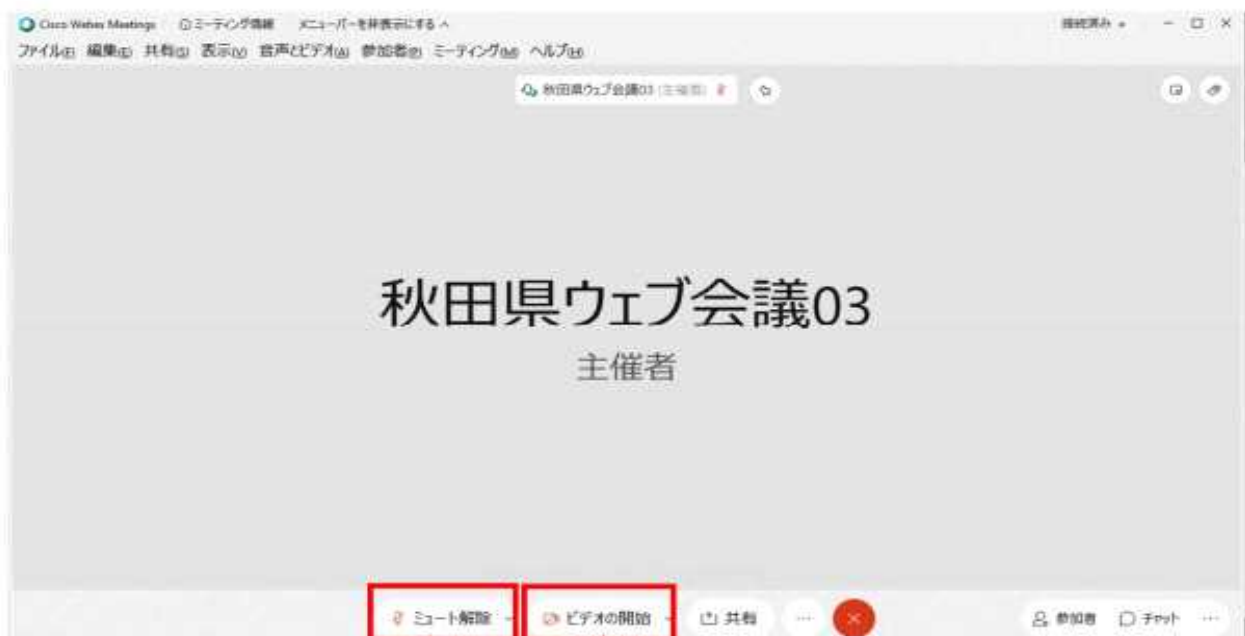 Cisco Webex Meetings ミーティング情報 メニューバーを非表示にする 接続済み
ファイル(F) 編集(E) 共有(S) 表示(V) 音声とビデオ(A) 参加者(P) ミーティング(M) ヘルプ(H)
秋田県ウェブ会議03 (主催者)
秋田県ウェブ会議03
主催者
ミュート解除 ビデオの開始 共有 ... 参加者 チャット ...